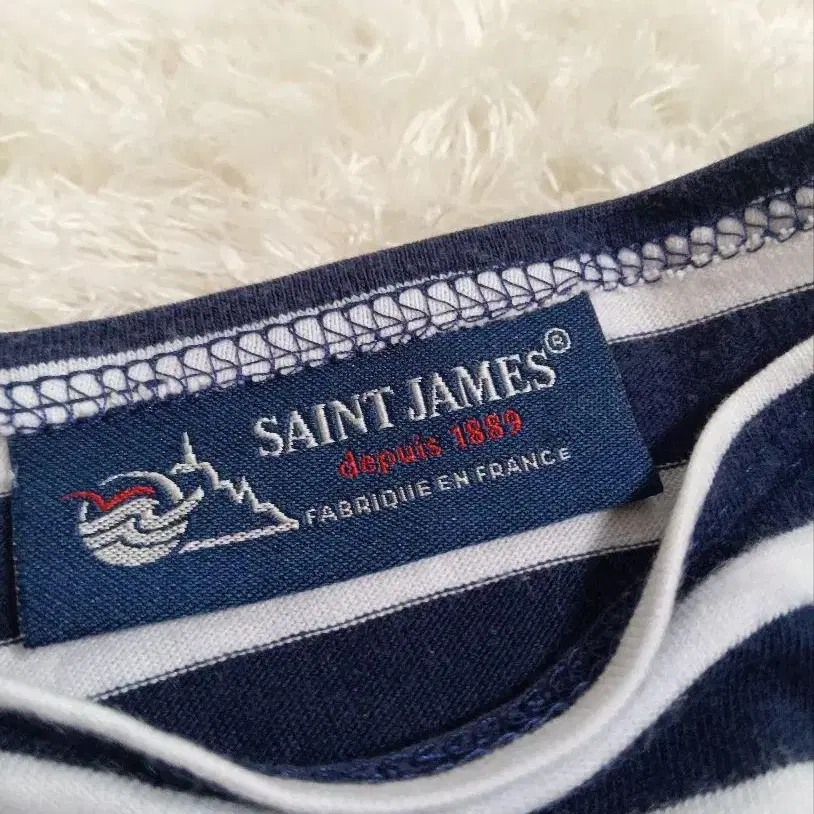 SAINT JAMES®
depuis 1889
FABRIQUE EN FRANCE